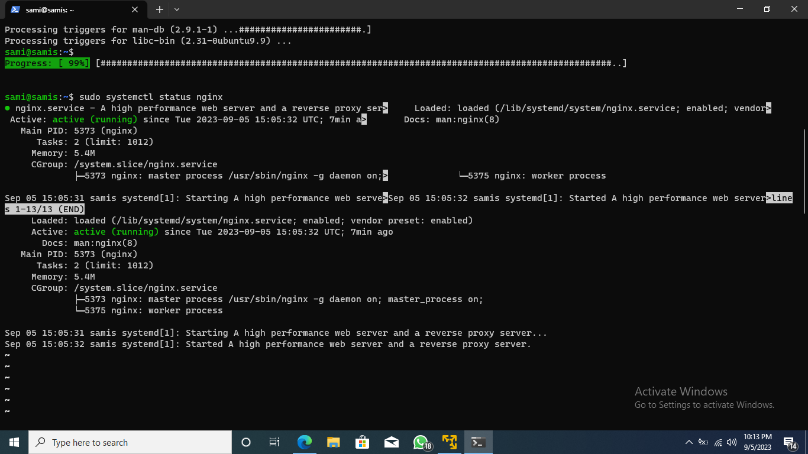 sami@samis: ~
Processing triggers for man-db (2.9.1-1) ...######################.]
Processing triggers for libc-bin (2.31-0ubuntu9.9) ...
sami@samis:~$
Progress: [ 99%] [############################################################################################..]
sami@samis:~$ sudo systemctl status nginx
● nginx.service - A high performance web server and a reverse proxy ser>     Loaded: loaded (/lib/systemd/system/nginx.service; enabled; vendor>
Active: active (running) since Tue 2023-09-05 15:05:32 UTC; 7min a>       Docs: man:nginx(8)
Main PID: 5373 (nginx)
Tasks: 2 (limit: 1012)
Memory: 5.4M
CGroup: /system.slice/nginx.service
├─5373 nginx: master process /usr/sbin/nginx -g daemon on;>             └─5375 nginx: worker process
Sep 05 15:05:31 samis systemd[1]: Starting A high performance web serve>Sep 05 15:05:32 samis systemd[1]: Started A high performance web server>line
s 1-13/13 (END)
Loaded: loaded (/lib/systemd/system/nginx.service; enabled; vendor preset: enabled)
Active: active (running) since Tue 2023-09-05 15:05:32 UTC; 7min ago
Docs: man:nginx(8)
Main PID: 5373 (nginx)
Tasks: 2 (limit: 1012)
Memory: 5.4M
CGroup: /system.slice/nginx.service
├─5373 nginx: master process /usr/sbin/nginx -g daemon on; master_process on;
└─5375 nginx: worker process
Sep 05 15:05:31 samis systemd[1]: Starting A high performance web server and a reverse proxy server...
Sep 05 15:05:32 samis systemd[1]: Started A high performance web server and a reverse proxy server.
~
~
~
~
~
~
Activate Windows
Go to Settings to activate Windows.
Type here to search
18
10:13 PM
9/5/2023
14